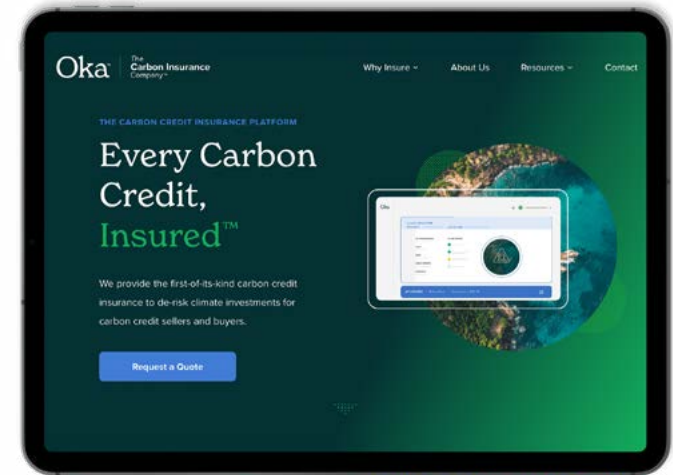 Oka™
The
Carbon Insurance
Company™
Why Insure
About Us
Resources
Contact
THE CARBON CREDIT INSURANCE PLATFORM
Every Carbon
Credit,
Insured™
We provide the first-of-its-kind carbon credit
insurance to de-risk climate investments for
carbon credit sellers and buyers.
Request a Quote
Oka